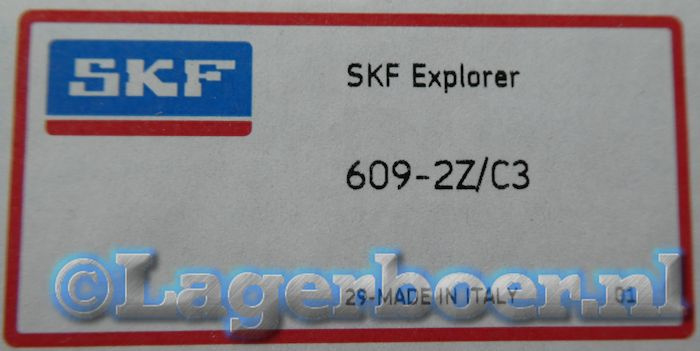 SKF
SKF Explorer
609-2Z/C3
©Lagerboer.nl
29-MADE IN ITALY 01